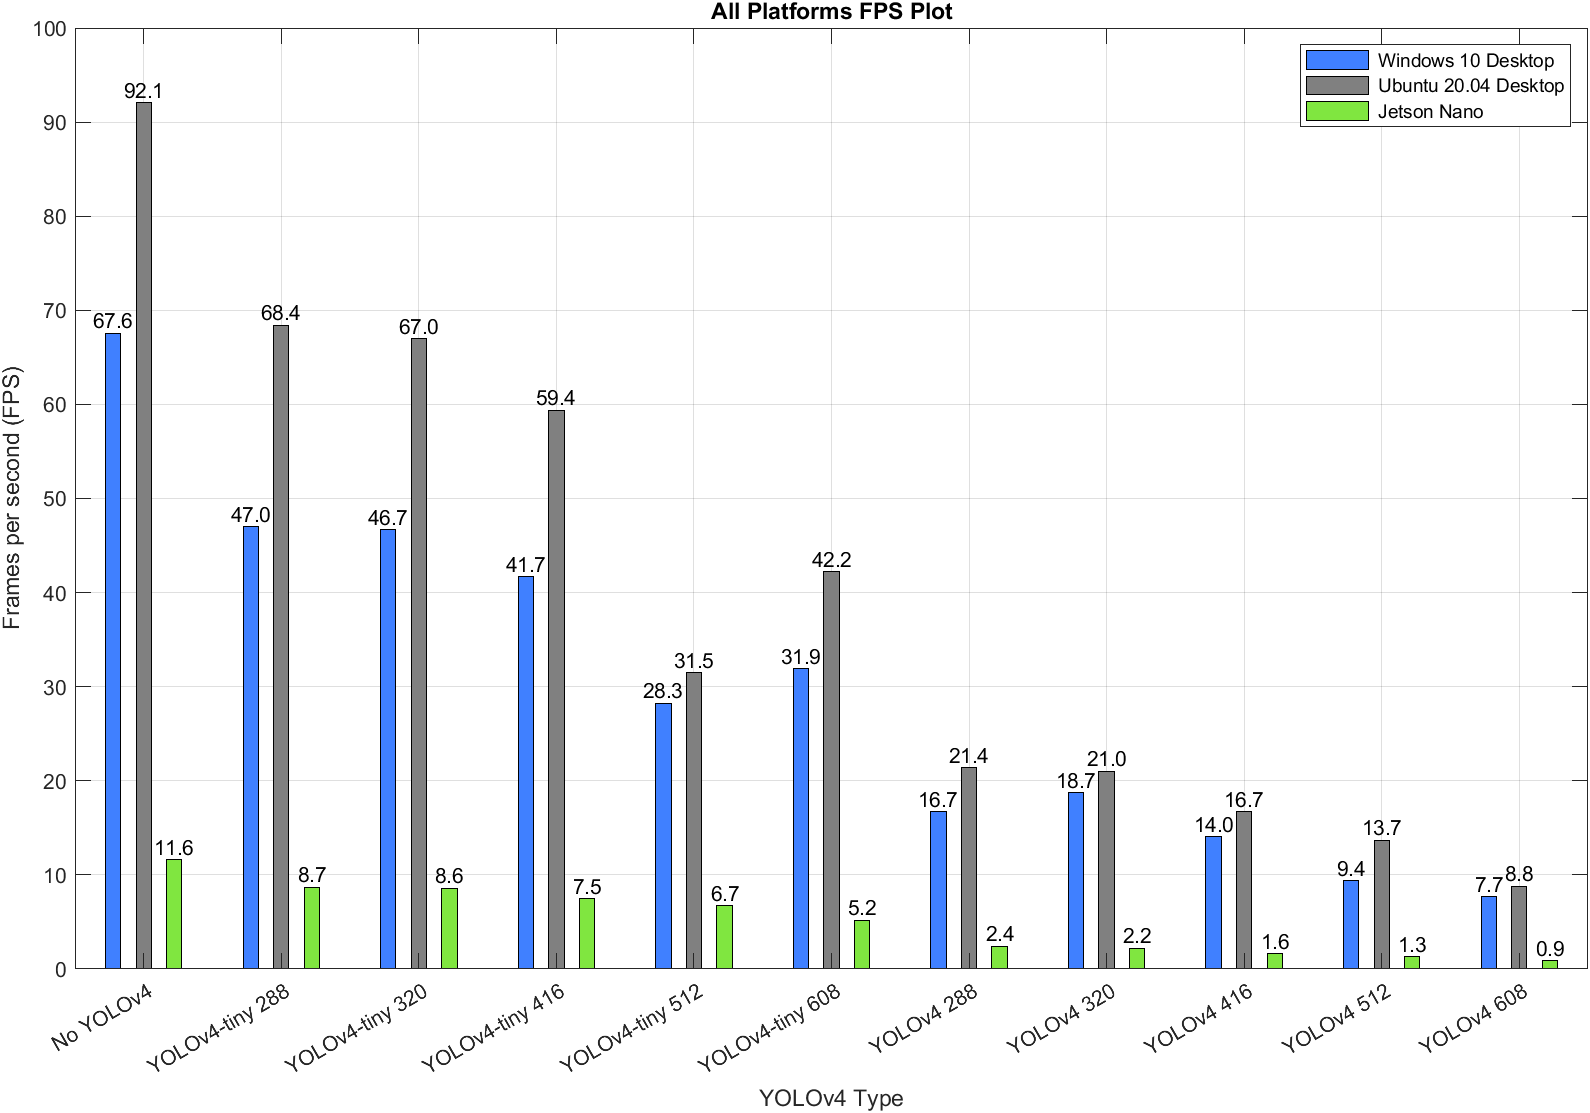 All Platforms FPS Plot
Windows 10 Desktop
Ubuntu 20.04 Desktop
Jetson Nano
Frames per second (FPS)
100
90
80
70
60
50
40
30
20
10
0
67.6 92.1 11.6
47.0 68.4 8.7
46.7 67.0 8.6
41.7 59.4 7.5
28.3 31.5 6.7
31.9 42.2 5.2
16.7 21.4 2.4
18.7 21.0 2.2
14.0 16.7 1.6
9.4 13.7 1.3
7.7 8.8 0.9
No YOLOv4
YOLOv4-tiny 288
YOLOv4-tiny 320
YOLOv4-tiny 416
YOLOv4-tiny 512
YOLOv4-tiny 608
YOLOv4 288
YOLOv4 320
YOLOv4 416
YOLOv4 512
YOLOv4 608
YOLOv4 Type